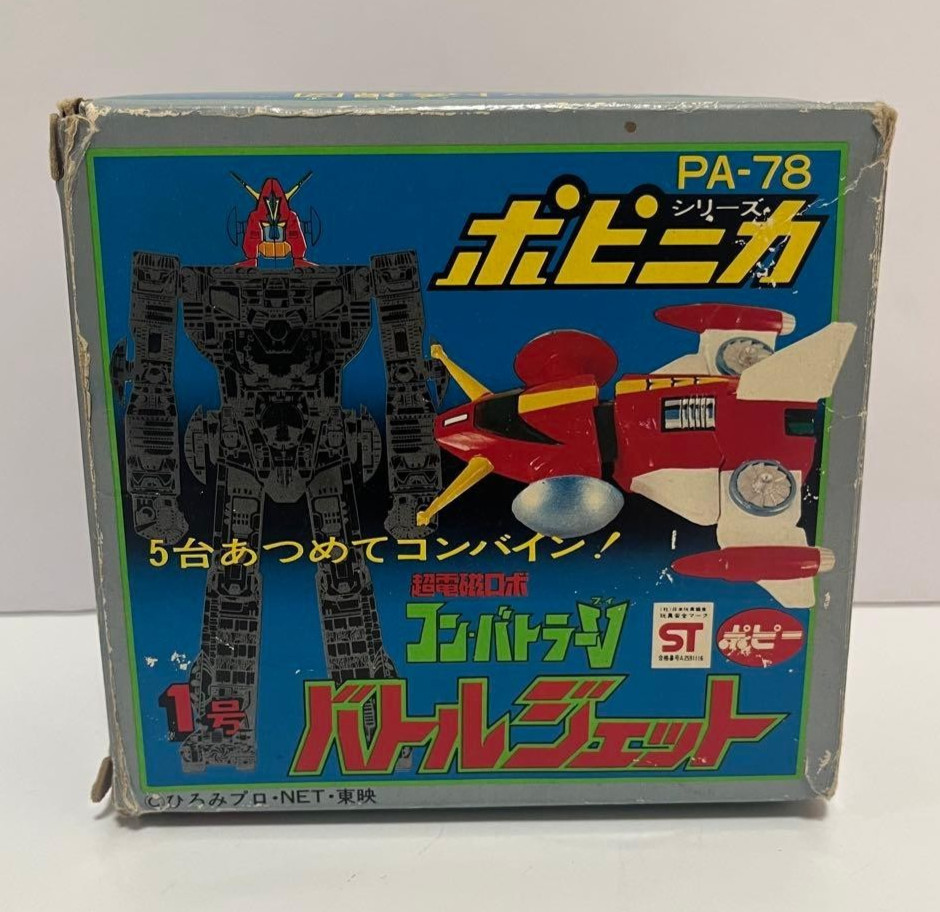 PA-78
ポピニカ
シリーズ
5台あつめてコンバイン!
超電磁ロボ
コン・バトラーV
ブイ
ST
ポピー
1号
バトルジェット
©ひろみプロ・NET・東映